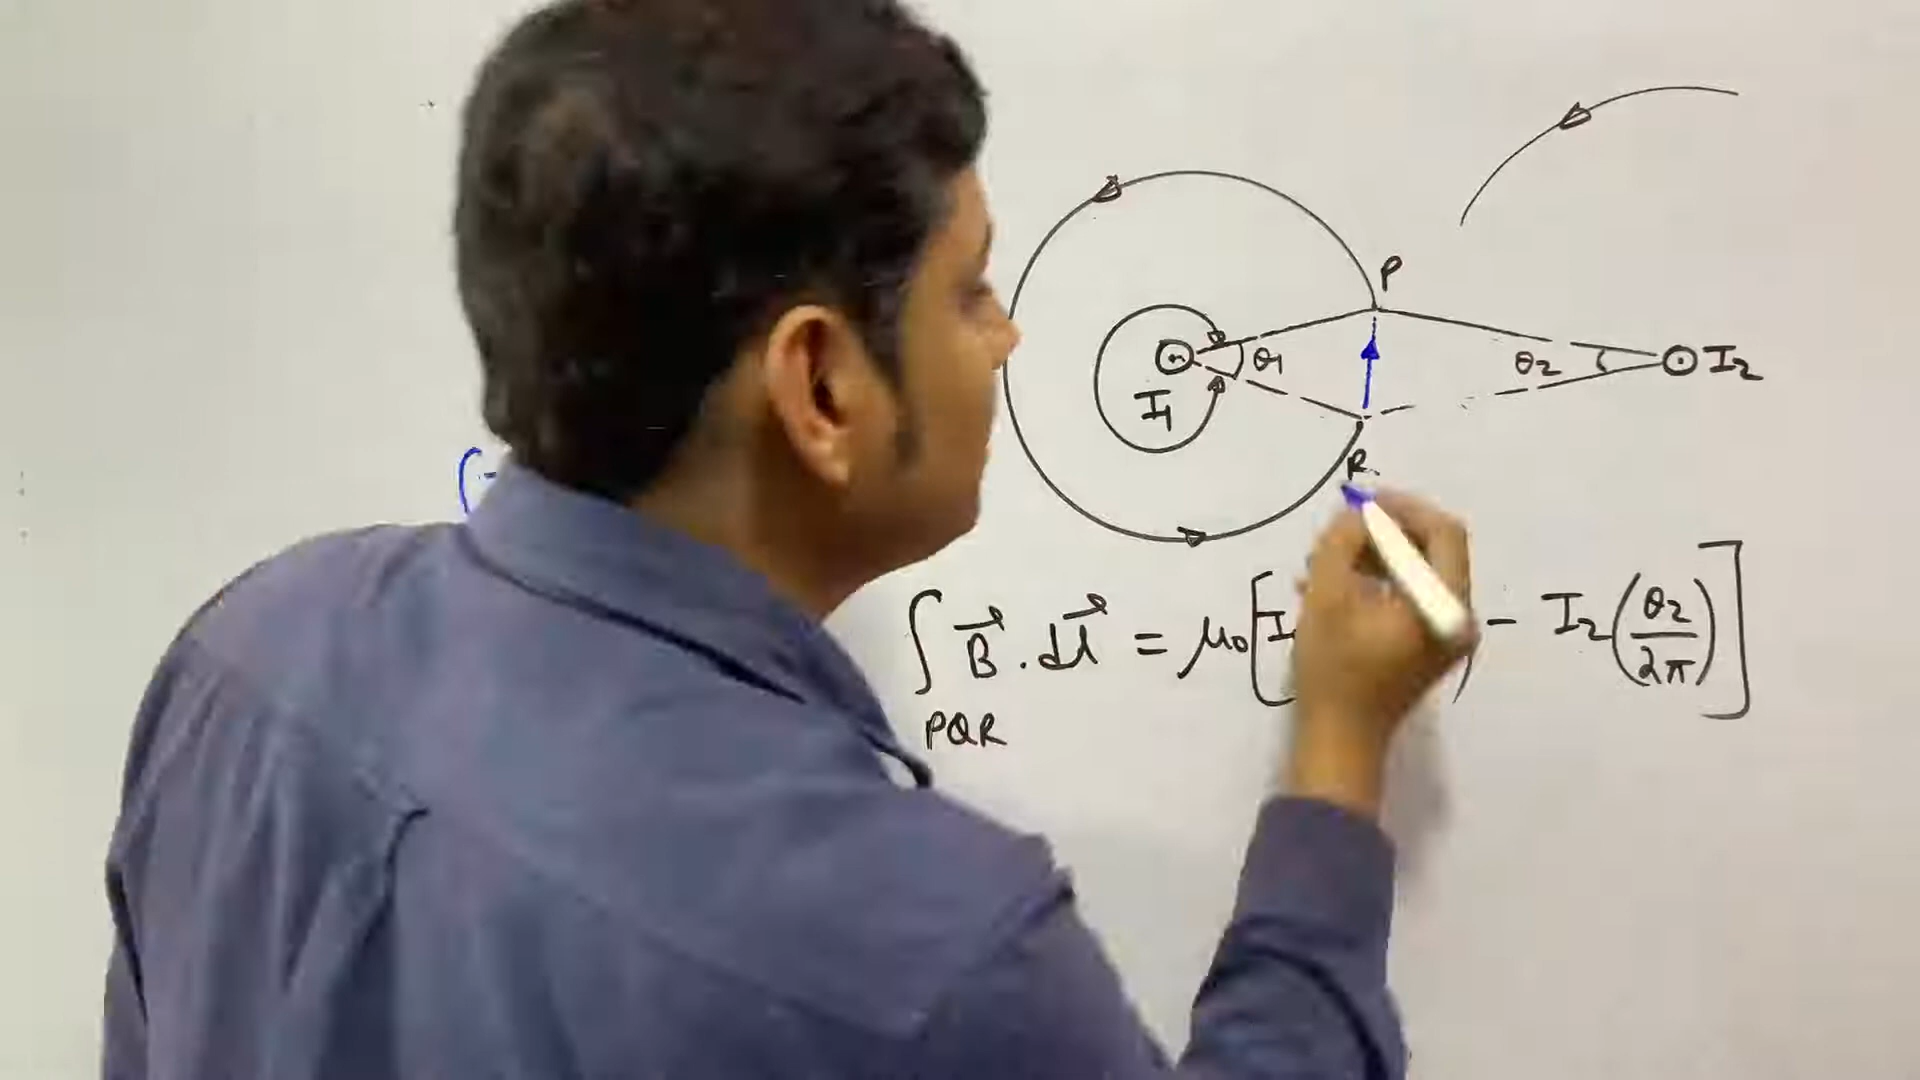 P
θ1
θ2
I2
I1
R
∫ B⃗ . dl⃗ = μ0 [ I ) - I2 (θ2/2π) ]
PQR